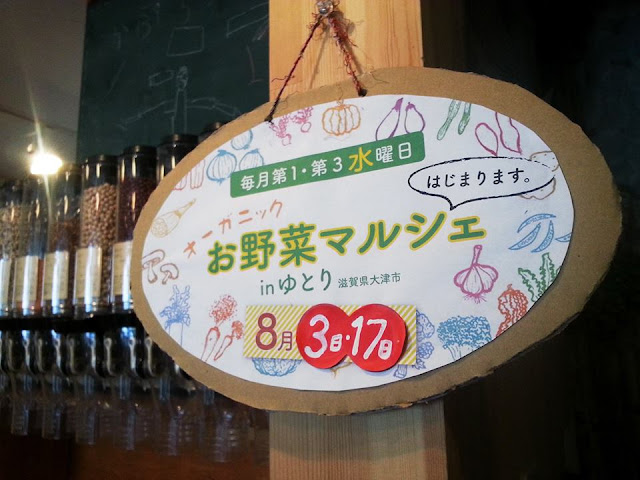 毎月第1・第3水曜日
はじまります。
オーガニック
お野菜マルシェ
inゆとり 滋賀県大津市
8月 3日・17日